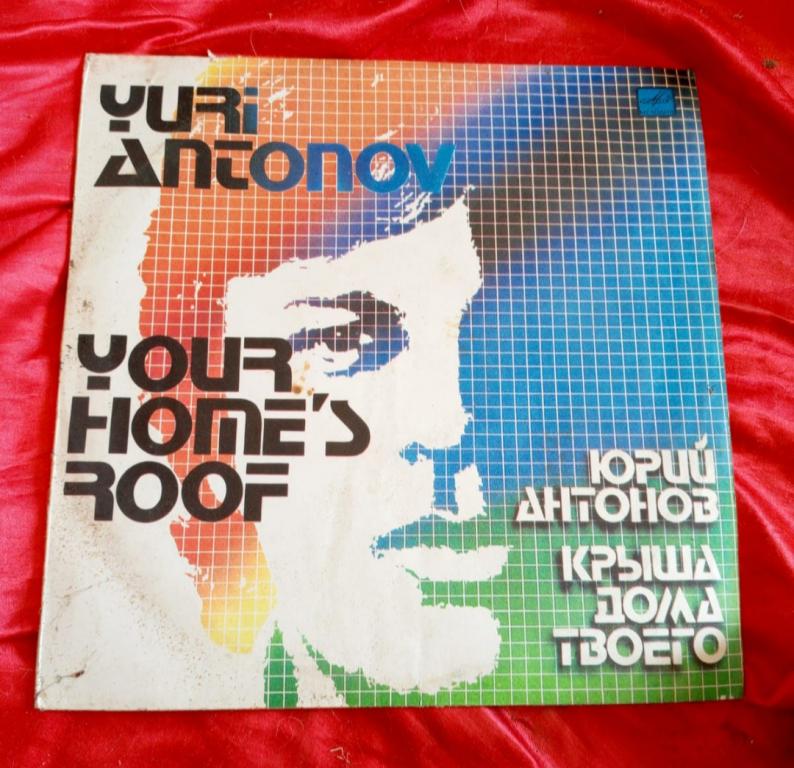 YURi
ANTONOV
YOUR
HOME'S
ROOF
ЮРИЙ
АНТОНОВ
КРЫША
ДОМА
ТВОЕГО